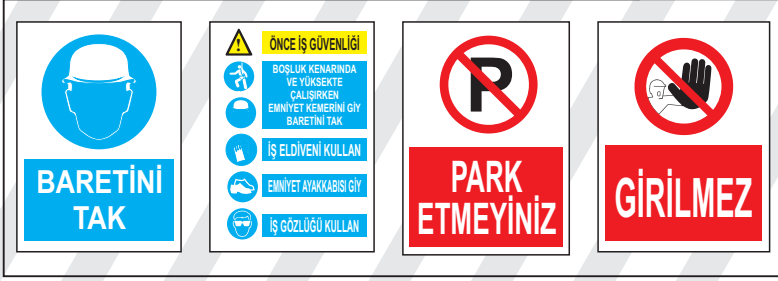 BARETİNİ
TAK
ÖNCE İŞ GÜVENLİĞİ
BOŞLUK KENARINDA
VE YÜKSEKTE
ÇALIŞIRKEN
EMNİYET KEMERİNİ GİY
BARETİNİ TAK
İŞ ELDİVENİ KULLAN
EMNİYET AYAKKABISI GİY
İŞ GÖZLÜĞÜ KULLAN
P
PARK
ETMEYİNİZ
GİRİLMEZ